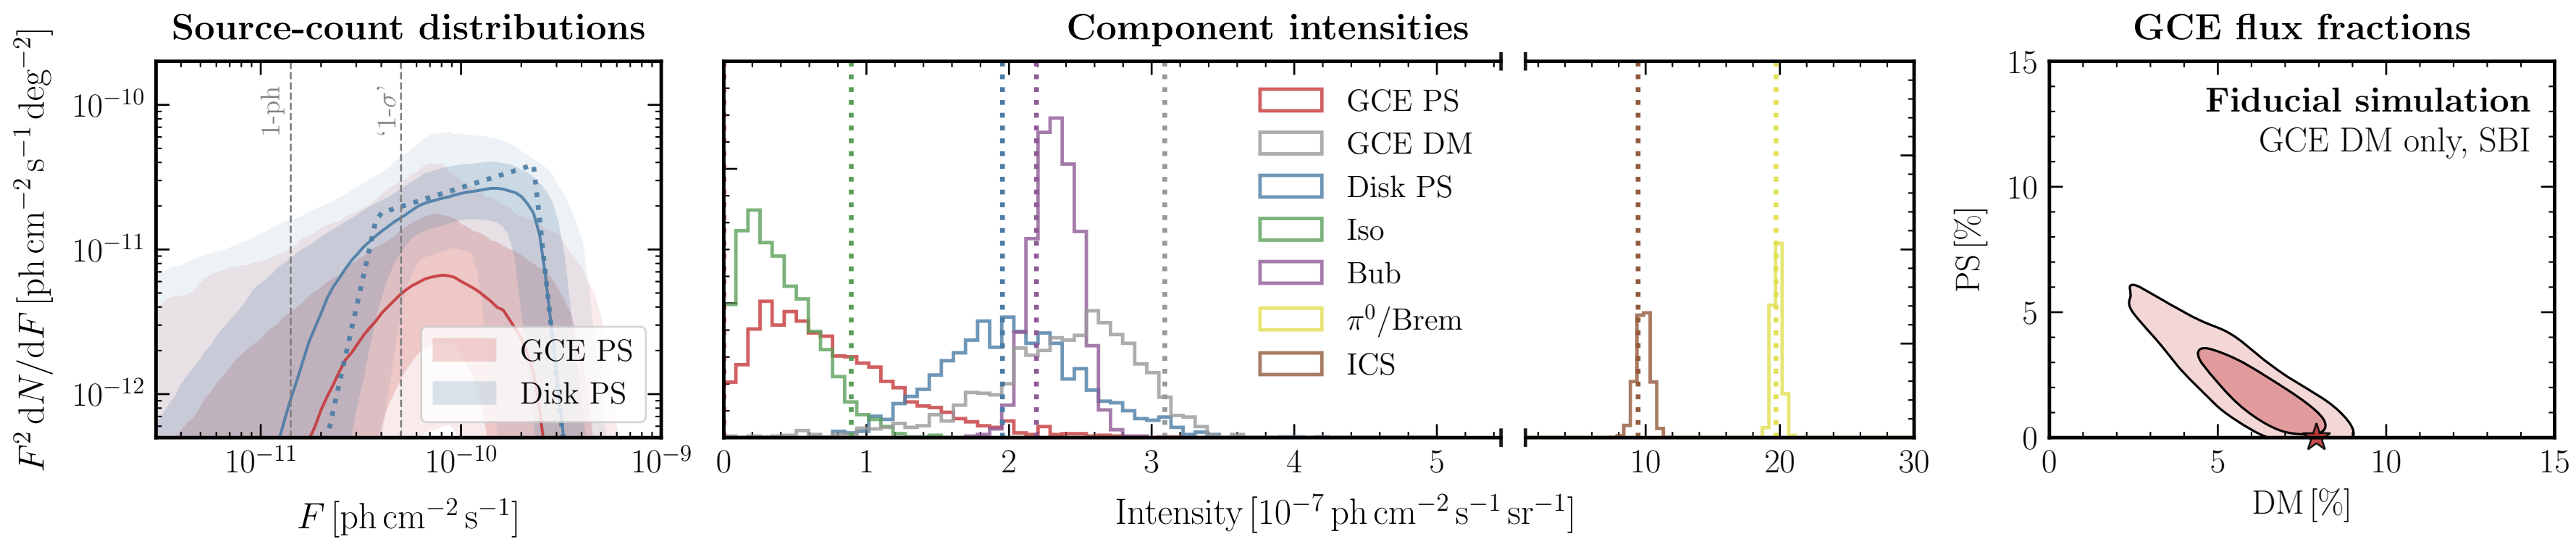 Source-count distributions
F² dN/dF [ph cm⁻² s⁻¹ deg⁻²]
10⁻¹⁰
10⁻¹¹
10⁻¹²
1-ph
‘1-σ’
GCE PS
Disk PS
10⁻¹¹ 10⁻¹⁰ 10⁻⁹
F [ph cm⁻² s⁻¹]
Component intensities
GCE PS
GCE DM
Disk PS
Iso
Bub
π⁰/Brem
ICS
0 1 2 3 4 5 10 20 30
Intensity [10⁻⁷ ph cm⁻² s⁻¹ sr⁻¹]
GCE flux fractions
Fiducial simulation
GCE DM only, SBI
PS [%]
15
10
5
0
0 5 10 15
DM [%]